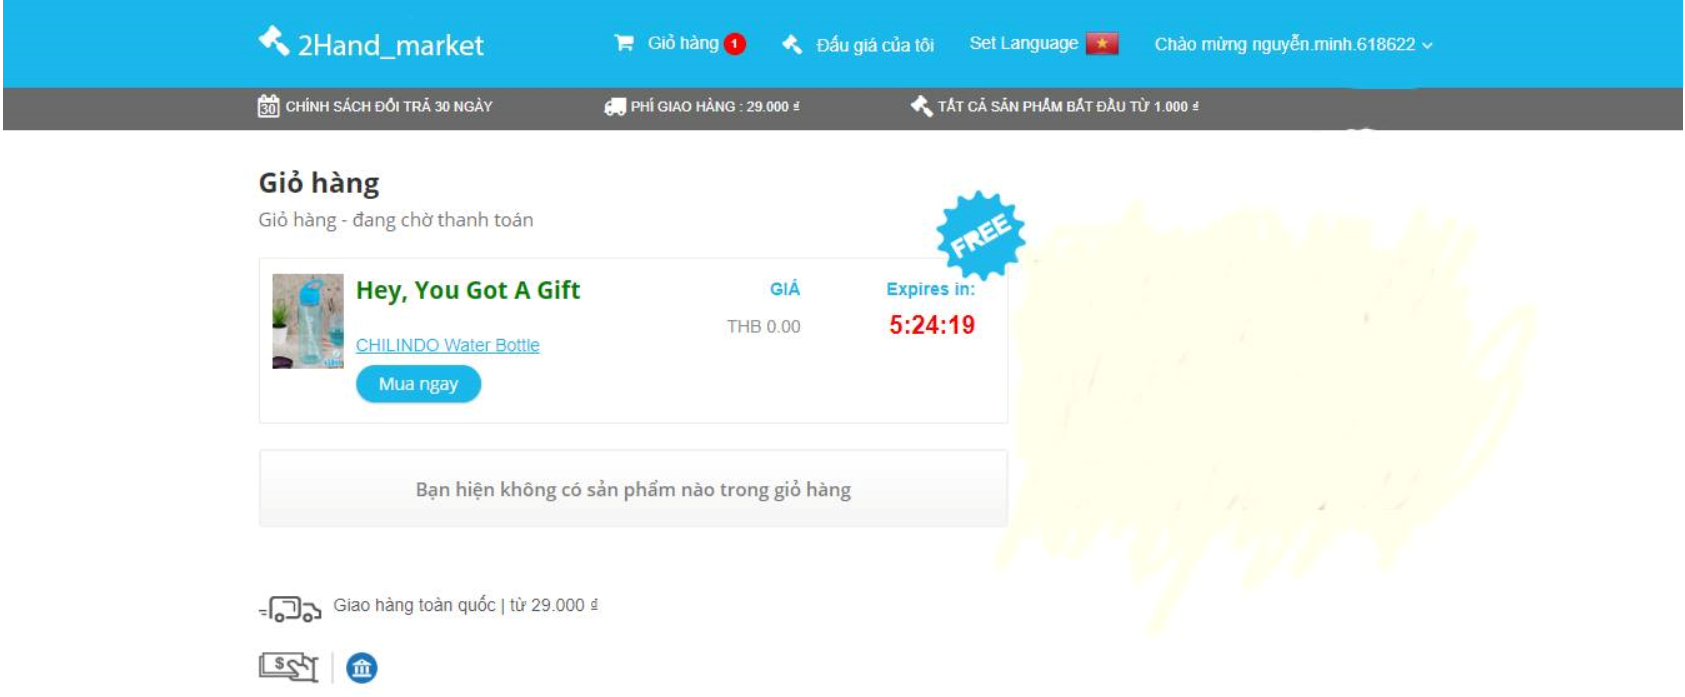 2Hand_market
Giỏ hàng 1
Đấu giá của tôi
Set Language
Chào mừng nguyễn.minh.618622
30 CHÍNH SÁCH ĐỔI TRẢ 30 NGÀY
PHÍ GIAO HÀNG : 29.000 ₫
TẤT CẢ SẢN PHẨM BẮT ĐẦU TỪ 1.000 ₫
Giỏ hàng
Giỏ hàng - đang chờ thanh toán
FREE
Hey, You Got A Gift
GIÁ
Expires in:
THB 0.00
5:24:19
CHILINDO Water Bottle
Mua ngay
Bạn hiện không có sản phẩm nào trong giỏ hàng
Giao hàng toàn quốc | từ 29.000 ₫
$